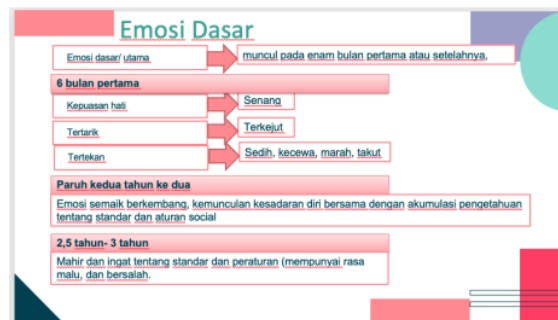 Emosi Dasar
Emosi dasar/ utama
muncul pada enam bulan pertama atau setelahnya,
6 bulan pertama
Kepuasan hati
Senang
Tertarik
Terkejut
Tertekan
Sedih, kecewa, marah, takut
Paruh kedua tahun ke dua
Emosi semaik berkembang, kemunculan kesadaran diri bersama dengan akumulasi pengetahuan
tentang standar dan aturan social
2,5 tahun- 3 tahun
Mahir dan ingat tentang standar dan peraturan (mempunyai rasa
malu, dan bersalah.